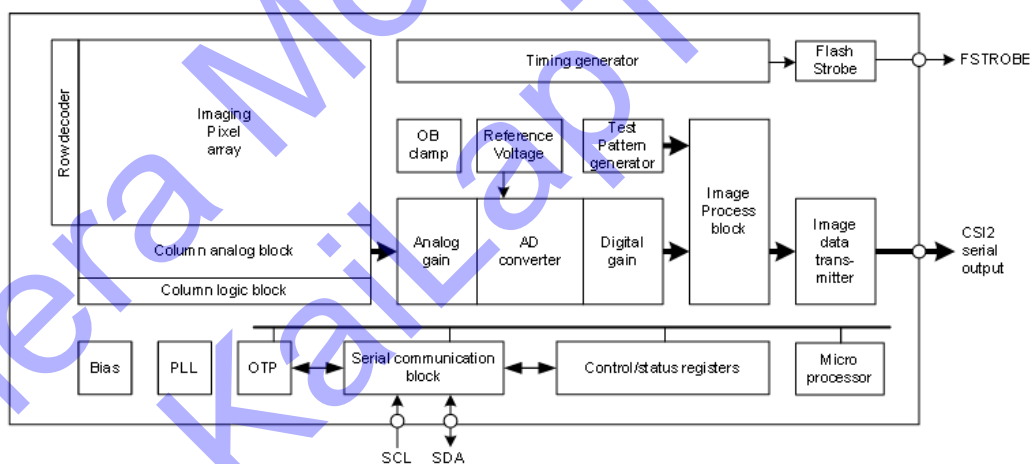 Timing generator
Flash
Strobe
FSTROBE
Row decoder
Imaging
Pixel
array
OB
clamp
Reference
Voltage
Test
Pattern
generator
Image
Process
block
Column analog block
Column logic block
Analog
gain
AD
converter
Digital
gain
Image
data
trans-
mitter
CSI2
serial
output
Bias
PLL
OTP
Serial communication
block
Control/status registers
Micro
processor
SCL
SDA